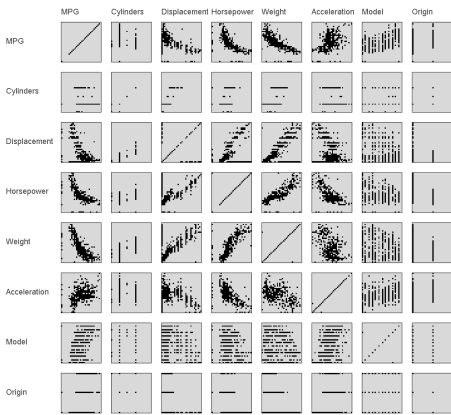 MPG Cylinders Displacement Horsepower Weight Acceleration Model Origin
MPG
Cylinders
Displacement
Horsepower
Weight
Acceleration
Model
Origin